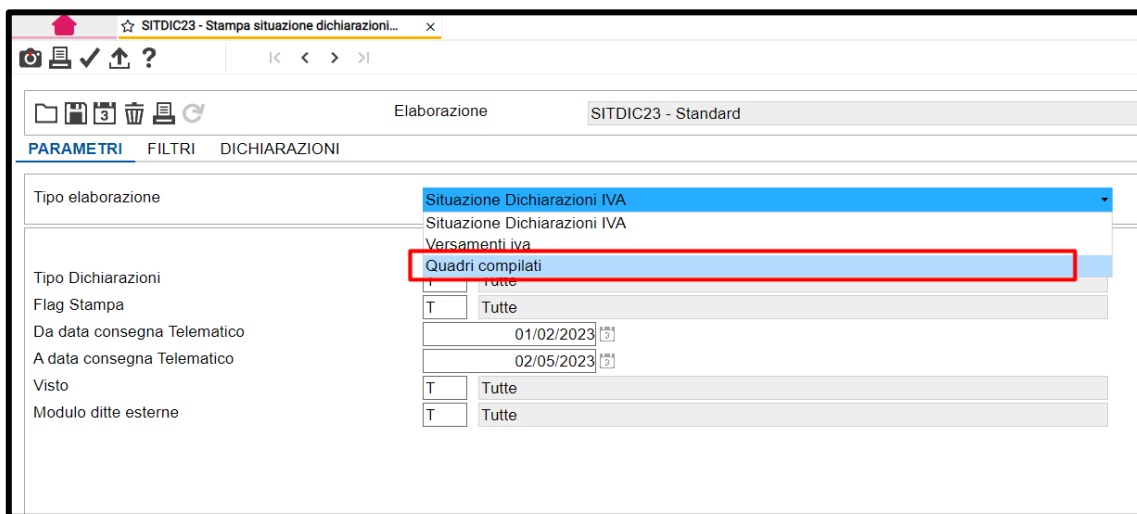 SITDIC23 - Stampa situazione dichiarazioni...
Elaborazione SITDIC23 - Standard
PARAMETRI FILTRI DICHIARAZIONI
Tipo elaborazione Situazione Dichiarazioni IVA
Situazione Dichiarazioni IVA
Versamenti iva
Quadri compilati
Tipo Dichiarazioni T Tutte
Flag Stampa T Tutte
Da data consegna Telematico 01/02/2023
A data consegna Telematico 02/05/2023
Visto T Tutte
Modulo ditte esterne T Tutte